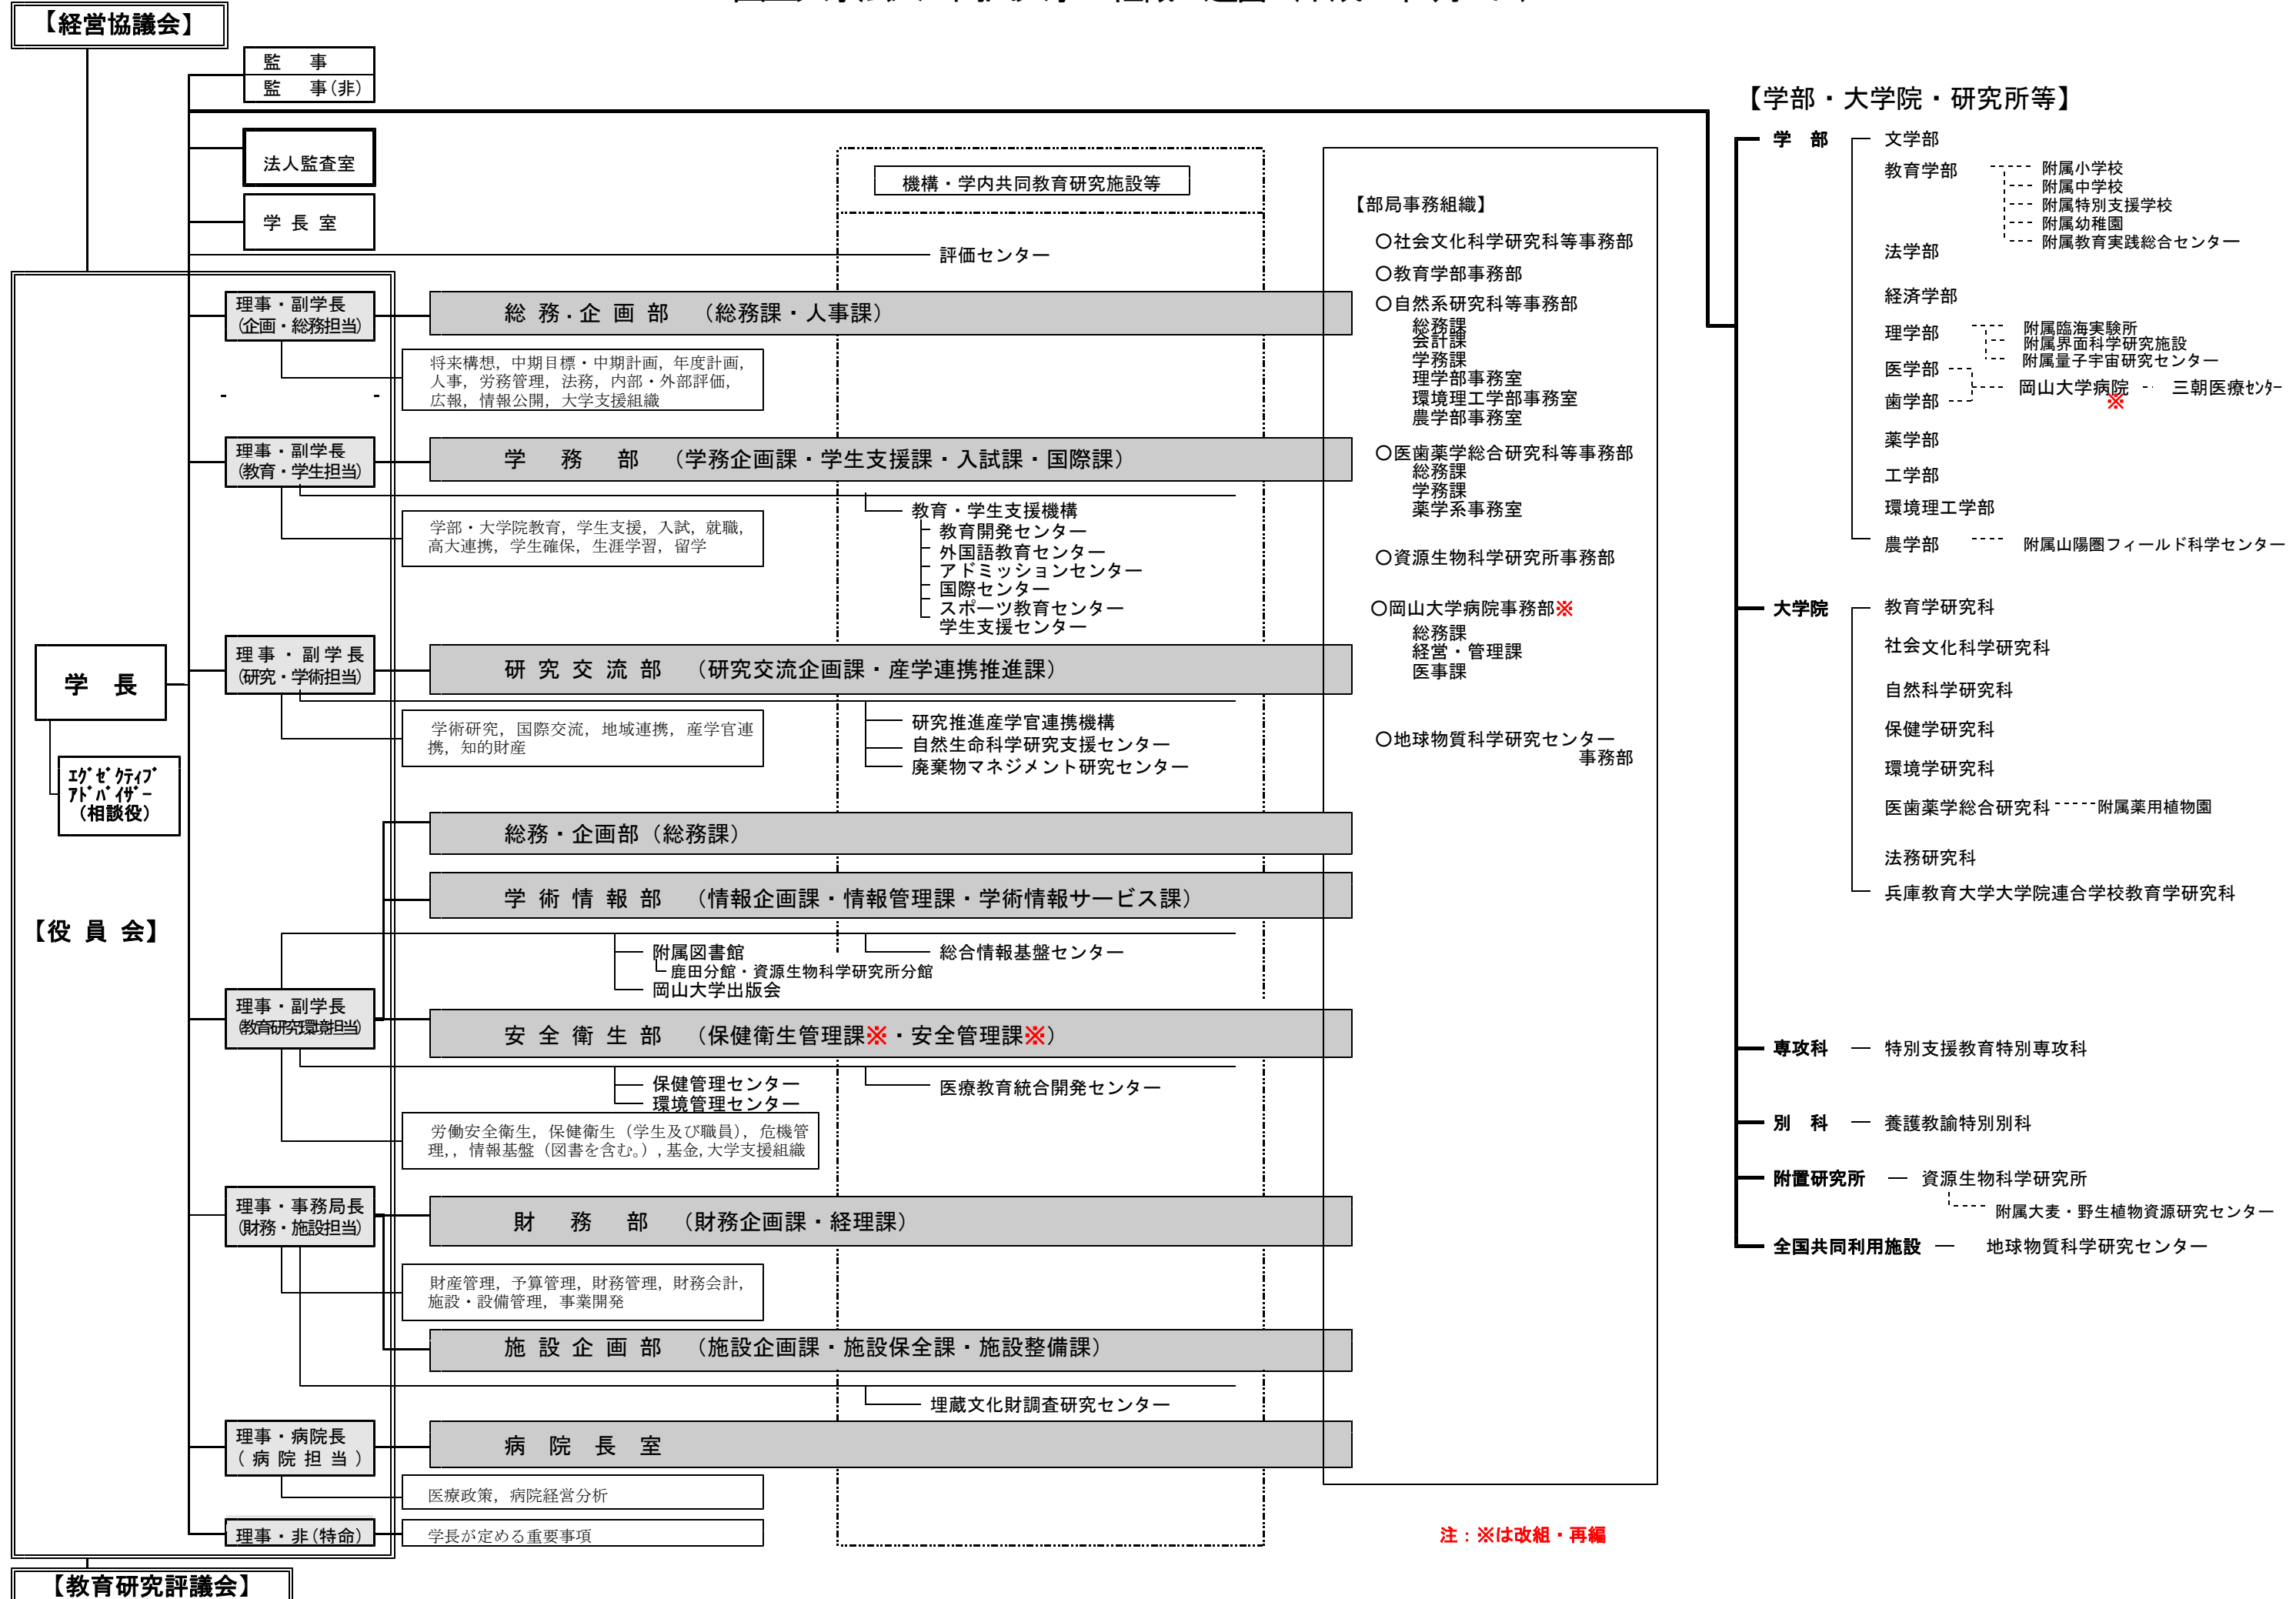 【経営協議会】
監　事
監　事(非)
法人監査室
学 長 室
機構・学内共同教育研究施設等
評価センター
理事・副学長
(企画・総務担当)
総 務．企 画 部　（総務課・人事課）
将来構想，中期目標・中期計画，年度計画，
人事，労務管理，法務，内部・外部評価，
広報，情報公開，大学支援組織
理事・副学長
(教育・学生担当)
学　務　部　（学務企画課・学生支援課・入試課・国際課）
学部・大学院教育，学生支援，入試，就職，
高大連携，学生確保，生涯学習，留学
教育・学生支援機構
教育開発センター
外国語教育センター
アドミッションセンター
国際センター
スポーツ教育センター
学生支援センター
学　長
エグゼクティブ
アドバイザー
（相談役）
【役 員 会】
理事・副学長
(研究・学術担当)
研 究 交 流 部　（研究交流企画課・産学連携推進課）
学術研究，国際交流，地域連携，産学官連
携，知的財産
研究推進産学官連携機構
自然生命科学研究支援センター
廃棄物マネジメント研究センター
総務・企画部（総務課）
学 術 情 報 部　（情報企画課・情報管理課・学術情報サービス課）
附属図書館
鹿田分館・資源生物科学研究所分館
岡山大学出版会
総合情報基盤センター
理事・副学長
(教育研究環境担当)
安 全 衛 生 部　（保健衛生管理課※・安全管理課※）
保健管理センター
環境管理センター
医療教育統合開発センター
労働安全衛生，保健衛生（学生及び職員），危機管
理,，情報基盤（図書を含む。）,基金,大学支援組織
理事・事務局長
(財務・施設担当)
財　務　部　（財務企画課・経理課）
財産管理，予算管理，財務管理，財務会計，
施設・設備管理，事業開発
施 設 企 画 部　（施設企画課・施設保全課・施設整備課）
埋蔵文化財調査研究センター
理事・病院長
( 病 院 担 当 )
病　院　長　室
医療政策，病院経営分析
理事・非(特命)
学長が定める重要事項
【教育研究評議会】
【部局事務組織】
○社会文化科学研究科等事務部
○教育学部事務部
○自然系研究科等事務部
総務課
会計課
学務課
理学部事務室
環境理工学部事務室
農学部事務室
○医歯薬学総合研究科等事務部
総務課
学務課
薬学系事務室
○資源生物科学研究所事務部
○岡山大学病院事務部※
総務課
経営・管理課
医事課
○地球物質科学研究センター
事務部
注：※は改組・再編
【学部・大学院・研究所等】
学　部
文学部
教育学部
附属小学校
附属中学校
附属特別支援学校
附属幼稚園
附属教育実践総合センター
法学部
経済学部
理学部
附属臨海実験所
附属界面科学研究施設
附属量子宇宙研究センター
医学部
岡山大学病院
※
三朝医療センター
歯学部
薬学部
工学部
環境理工学部
農学部
附属山陽圏フィールド科学センター
大学院
教育学研究科
社会文化科学研究科
自然科学研究科
保健学研究科
環境学研究科
医歯薬学総合研究科
附属薬用植物園
法務研究科
兵庫教育大学大学院連合学校教育学研究科
専攻科
特別支援教育特別専攻科
別　科
養護教諭特別別科
附置研究所
資源生物科学研究所
附属大麦・野生植物資源研究センター
全国共同利用施設
地球物質科学研究センター